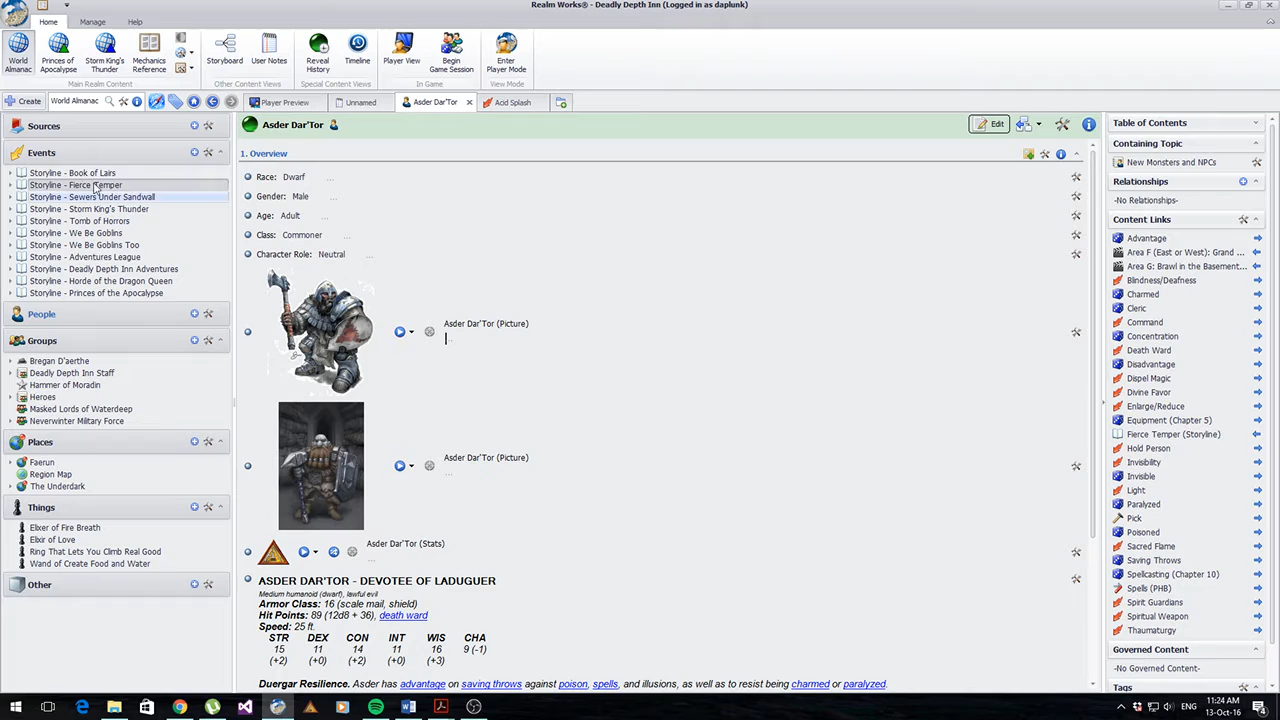 Realm Works® - Deadly Depth Inn (Logged in as daplunk)
Home Manage Help
World Almanac
Princes of Apocalypse
Storm King's Thunder
Mechanics Reference
Storyboard
User Notes
Reveal History
Timeline
Player View
Begin Game Session
Enter Player Mode
Main Realm Content
Other Content Views
Special Content Views
In Game
View Mode
Create
World Almanac
Player Preview
Unnamed
Asder Dar'Tor
Acid Splash
Sources
Events
Storyline - Book of Lairs
Storyline - Fierce Temper
Storyline - Sewers Under Sandwall
Storyline - Storm King's Thunder
Storyline - Tomb of Horrors
Storyline - We Be Goblins
Storyline - We Be Goblins Too
Storyline - Adventures League
Storyline - Deadly Depth Inn Adventures
Storyline - Horde of the Dragon Queen
Storyline - Princes of the Apocalypse
People
Groups
Bregan D'aerthe
Deadly Depth Inn Staff
Hammer of Moradin
Heroes
Masked Lords of Waterdeep
Neverwinter Military Force
Places
Faerun
Region Map
The Underdark
Things
Elixer of Fire Breath
Elixir of Love
Ring That Lets You Climb Real Good
Wand of Create Food and Water
Other
Asder Dar'Tor
Edit
1. Overview
Race: Dwarf ...
Gender: Male ...
Age: Adult ...
Class: Commoner ...
Character Role: Neutral ...
Asder Dar'Tor (Picture)
...
Asder Dar'Tor (Picture)
...
Asder Dar'Tor (Stats)
...
ASDER DAR'TOR - DEVOTEE OF LADUGUER
Medium humanoid (dwarf), lawful evil
Armor Class: 16 (scale mail, shield)
Hit Points: 89 (12d8 + 36), death ward
Speed: 25 ft.
STR DEX CON INT WIS CHA
15 11 14 11 16 9 (-1)
(+2) (+0) (+2) (+0) (+3)
Duergar Resilience. Asder has advantage on saving throws against poison, spells, and illusions, as well as to resist being charmed or paralyzed.
Table of Contents
Containing Topic
New Monsters and NPCs
Relationships
-No Relationships-
Content Links
Advantage
Area F (East or West): Grand ...
Area G: Brawl in the Basement...
Blindness/Deafness
Charmed
Cleric
Command
Concentration
Death Ward
Disadvantage
Dispel Magic
Divine Favor
Enlarge/Reduce
Equipment (Chapter 5)
Fierce Temper (Storyline)
Hold Person
Invisibility
Invisible
Light
Paralyzed
Pick
Poisoned
Sacred Flame
Saving Throws
Spellcasting (Chapter 10)
Spells (PHB)
Spirit Guardians
Spiritual Weapon
Thaumaturgy
Governed Content
-No Governed Content-
Tags
11:24 AM
13-Oct-16